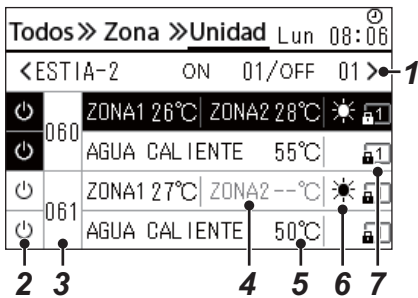 Todos» Zona »Unidad Lun 08:06
<ESTIA-2 ON 01/OFF 01> 1
060 ZONA1 26℃ ZONA2 28℃ 1
AGUA CALIENTE 55℃ 1
061 ZONA1 27℃ ZONA2 --℃
AGUA CALIENTE 50℃
2 3 4 5 6 7